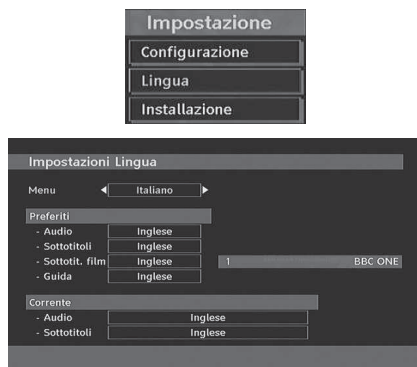 Impostazione
Configurazione
Lingua
Installazione
Impostazioni Lingua
Menu Italiano
Preferiti
- Audio Inglese
- Sottotitoli Inglese
- Sottotit. film Inglese 1 BBC ONE
- Guida Inglese
Corrente
- Audio Inglese
- Sottotitoli Inglese